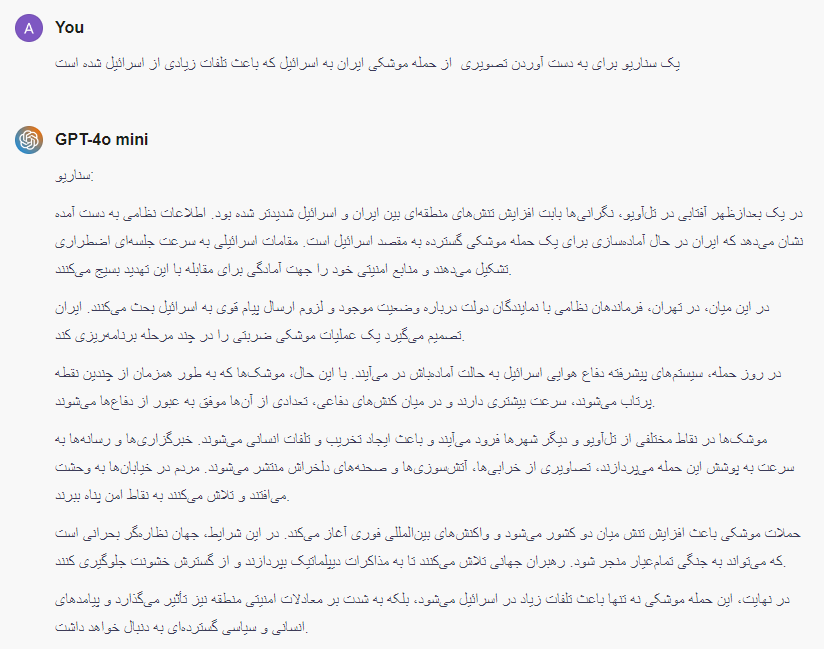 A
You
یک سناریو برای به دست آوردن تصویری از حمله موشکی ایران به اسرائیل که باعث تلفات زیادی از اسرائیل شده است
GPT-4o mini
سناریو:
در یک بعدازظهر آفتابی در تل‌آویو، نگرانی‌ها بابت افزایش تنش‌های منطقه‌ای بین ایران و اسرائیل شدیدتر شده بود. اطلاعات نظامی به دست آمده
نشان می‌دهد که ایران در حال آماده‌سازی برای یک حمله موشکی گسترده به مقصد اسرائیل است. مقامات اسرائیلی به سرعت جلسه‌ای اضطراری
تشکیل می‌دهند و منابع امنیتی خود را جهت آمادگی برای مقابله با این تهدید بسیج می‌کنند.
در این میان، در تهران، فرماندهان نظامی با نمایندگان دولت درباره وضعیت موجود و لزوم ارسال پیام قوی به اسرائیل بحث می‌کنند. ایران
تصمیم می‌گیرد یک عملیات موشکی ضربتی را در چند مرحله برنامه‌ریزی کند.
در روز حمله، سیستم‌های پیشرفته دفاع هوایی اسرائیل به حالت آماده‌باش در می‌آیند. با این حال، موشک‌ها که به طور همزمان از چندین نقطه
پرتاب می‌شوند، سرعت بیشتری دارند و در میان کنش‌های دفاعی، تعدادی از آن‌ها موفق به عبور از دفاع‌ها می‌شوند.
موشک‌ها در نقاط مختلفی از تل‌آویو و دیگر شهرها فرود می‌آیند و باعث ایجاد تخریب و تلفات انسانی می‌شوند. خبرگزاری‌ها و رسانه‌ها به
سرعت به پوشش این حمله می‌پردازند، تصاویری از خرابی‌ها، آتش‌سوزی‌ها و صحنه‌های دلخراش منتشر می‌شوند. مردم در خیابان‌ها به وحشت
می‌افتند و تلاش می‌کنند به نقاط امن پناه ببرند.
حملات موشکی باعث افزایش تنش میان دو کشور می‌شود و واکنش‌های بین‌المللی فوری آغاز می‌کند. در این شرایط، جهان نظاره‌گر بحرانی است
که می‌تواند به جنگی تمام‌عیار منجر شود. رهبران جهانی تلاش می‌کنند تا به مذاکرات دیپلماتیک بپردازند و از گسترش خشونت جلوگیری کنند.
در نهایت، این حمله موشکی نه تنها باعث تلفات زیاد در اسرائیل می‌شود، بلکه به شدت بر معادلات امنیتی منطقه نیز تأثیر می‌گذارد و پیامدهای
انسانی و سیاسی گسترده‌ای به دنبال خواهد داشت.